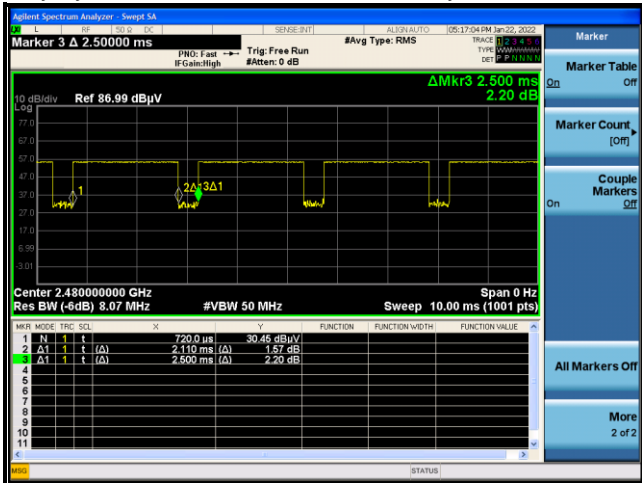 Agilent Spectrum Analyzer - Swept SA
L RF 50 Ω DC SENSE:INT ALIGNAUTO 05:17:04 PM Jan 22, 2022
Marker 3 Δ 2.50000 ms
#Avg Type: RMS
TRACE 1 2 3 4 5 6
TYPE
DET P P N N N N
PNO: Fast
IFGain:High
Trig: Free Run
#Atten: 0 dB
ΔMkr3 2.500 ms
2.20 dB
10 dB/div Ref 86.99 dBµV
Log
77.0
67.0
57.0
47.0
37.0
27.0
17.0
6.99
-3.01
1
2Δ1
3Δ1
Center 2.480000000 GHz Span 0 Hz
Res BW (-6dB) 8.07 MHz #VBW 50 MHz Sweep 10.00 ms (1001 pts)
MKR MODE TRC SCL X Y FUNCTION FUNCTION WIDTH FUNCTION VALUE
1 N 1 t 720.0 µs 30.45 dBµV
2 Δ1 1 t (Δ) 2.110 ms (Δ) 1.57 dB
3 Δ1 1 t (Δ) 2.500 ms (Δ) 2.20 dB
4
5
6
7
8
9
10
11
MSG STATUS
Marker
Marker Table
On Off
Marker Count
[Off]
Couple
Markers
On Off
All Markers Off
More
2 of 2